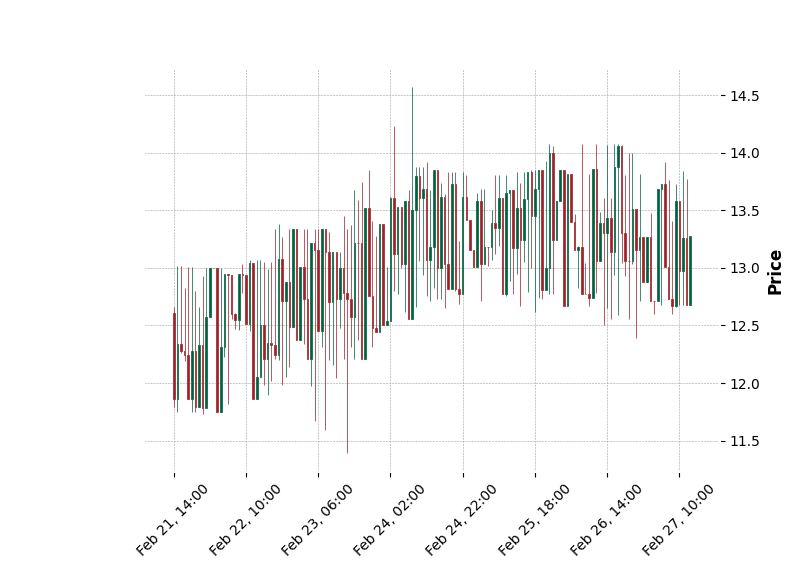 14.5
14.0
13.5
13.0
12.5
12.0
11.5
Price
Feb 21, 14:00
Feb 22, 10:00
Feb 23, 06:00
Feb 24, 02:00
Feb 24, 22:00
Feb 25, 18:00
Feb 26, 14:00
Feb 27, 10:00